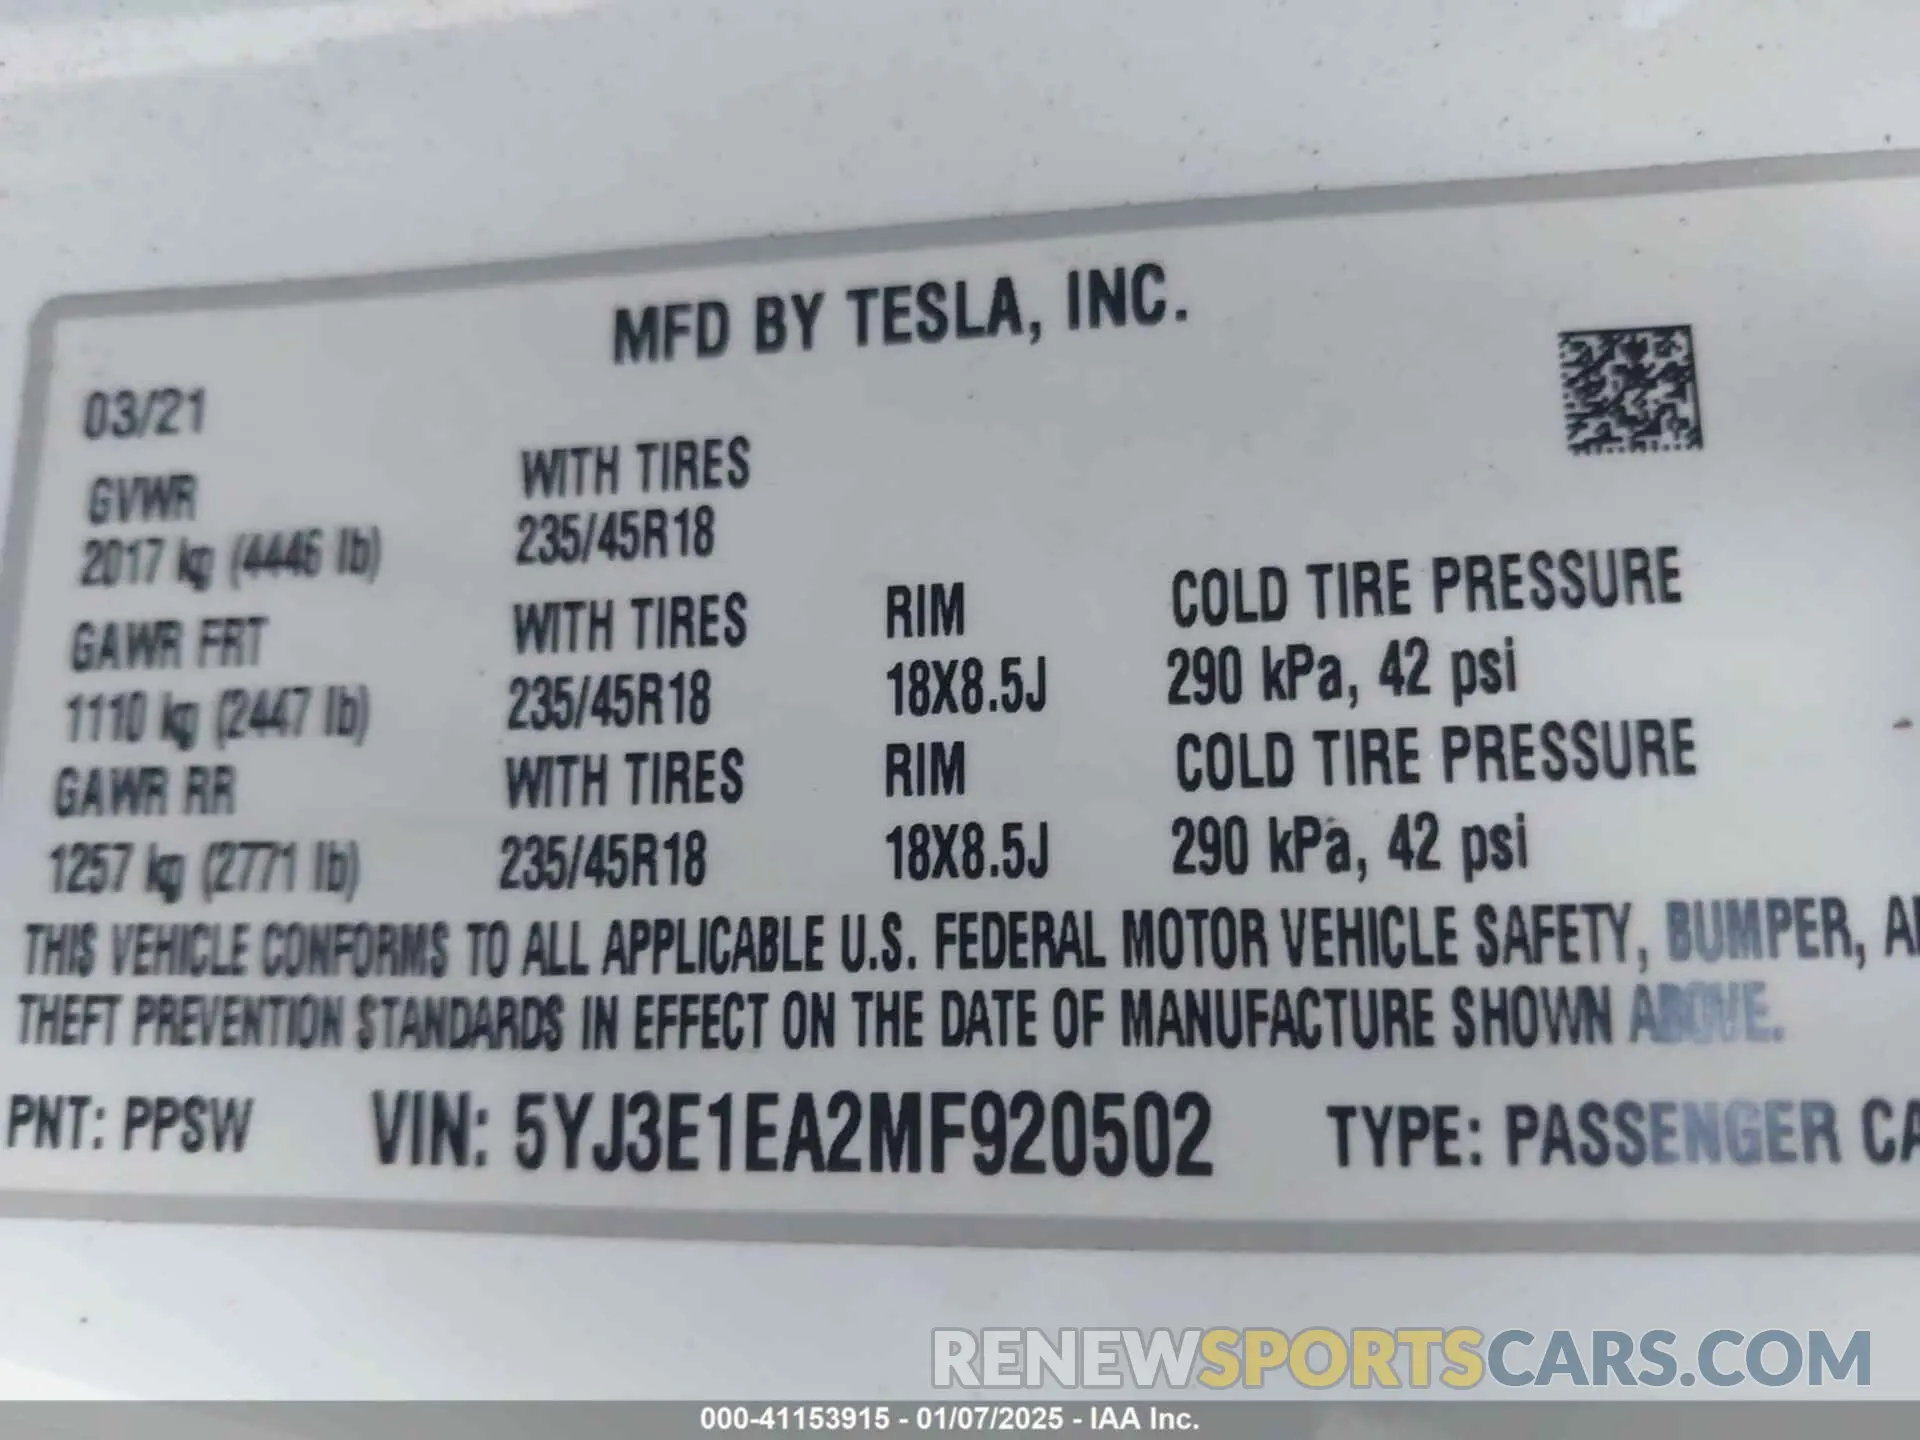 MFD BY TESLA, INC.
03/21
GVWR WITH TIRES
2017 kg (4446 lb) 235/45R18
GAWR FRT WITH TIRES RIM COLD TIRE PRESSURE
1110 kg (2447 lb) 235/45R18 18X8.5J 290 kPa, 42 psi
GAWR RR WITH TIRES RIM COLD TIRE PRESSURE
1257 kg (2771 lb) 235/45R18 18X8.5J 290 kPa, 42 psi
THIS VEHICLE CONFORMS TO ALL APPLICABLE U.S. FEDERAL MOTOR VEHICLE SAFETY, BUMPER,
THEFT PREVENTION STANDARDS IN EFFECT ON THE DATE OF MANUFACTURE SHOWN ABOVE.
PNT: PPSW VIN: 5YJ3E1EA2MF920502 TYPE: PASSENGER
RENEWSPORTSCARS.COM
000-41153915 - 01/07/2025 - IAA Inc.